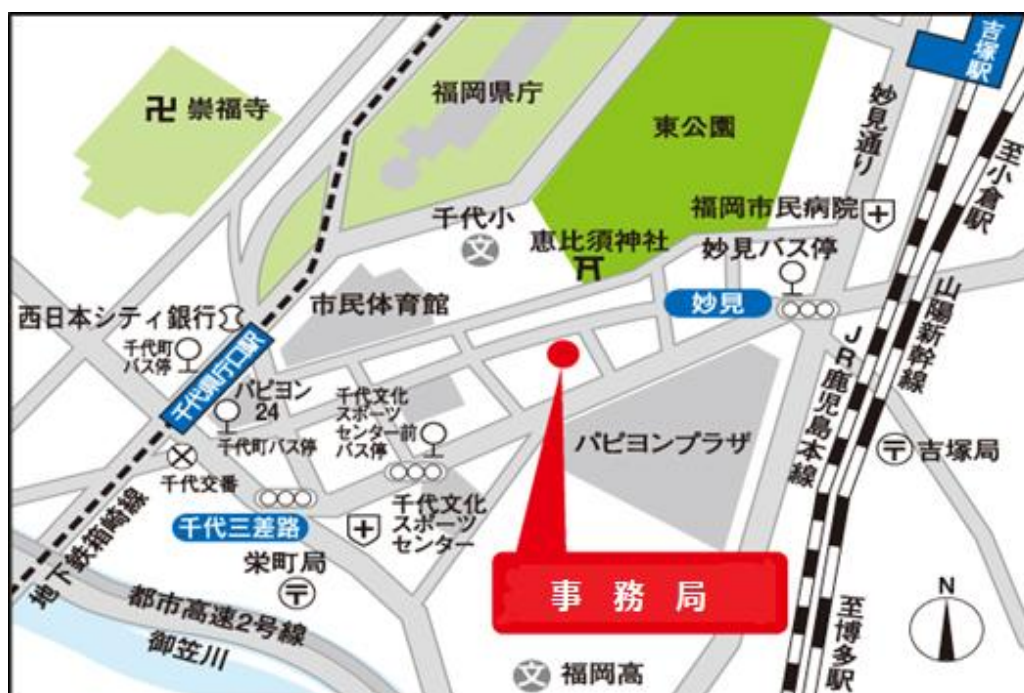 吉塚駅
卍 崇福寺
福岡県庁
東公園
妙見通り
至小倉駅
千代小
文
福岡市民病院
恵比須神社
妙見バス停
妙見
市民体育館
西日本シティ銀行
千代町
バス停
千代県庁口駅
パピヨン
24
千代町バス停
千代文化
スポーツ
センター前
バス停
山陽新幹線
JR鹿児島本線
パピヨンプラザ
吉塚局
千代交番
千代三差路
千代文化
スポーツ
センター
栄町局
地下鉄箱崎線
都市高速2号線
御笠川
事務局
N
至博多駅
文
福岡高